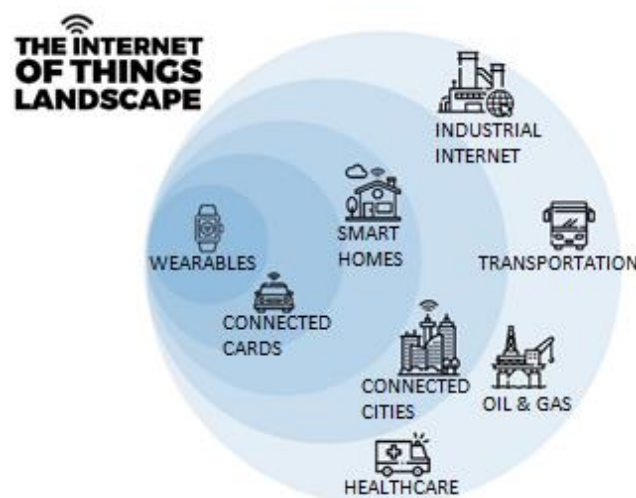 THE INTERNET
OF THINGS
LANDSCAPE
INDUSTRIAL
INTERNET
WEARABLES
SMART
HOMES
TRANSPORTATION
CONNECTED
CARDS
CONNECTED
CITIES
OIL & GAS
HEALTHCARE